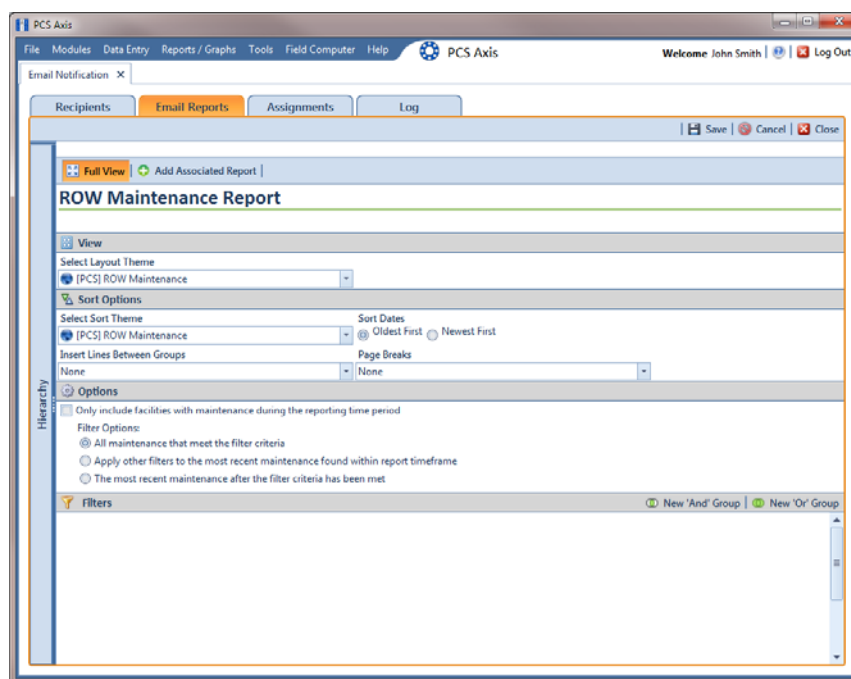 PCS Axis
File Modules Data Entry Reports / Graphs Tools Field Computer Help PCS Axis Welcome John Smith | | Log Out
Email Notification X
Recipients Email Reports Assignments Log
| Save | Cancel | Close
Full View | Add Associated Report |
ROW Maintenance Report
View
Select Layout Theme
[PCS] ROW Maintenance
Sort Options
Select Sort Theme Sort Dates
[PCS] ROW Maintenance Oldest First Newest First
Insert Lines Between Groups Page Breaks
None None
Hierarchy
Options
Only include facilities with maintenance during the reporting time period
Filter Options:
All maintenance that meet the filter criteria
Apply other filters to the most recent maintenance found within report timeframe
The most recent maintenance after the filter criteria has been met
Filters New 'And' Group | New 'Or' Group